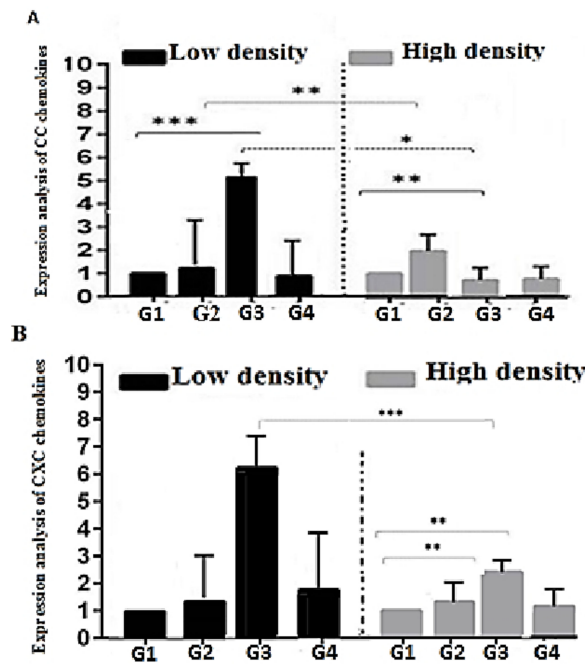 A
Low density
High density
Expression analysis of CC chemokines
10
9
8
7
6
5
4
3
2
1
0
***
**
*
**
G1 G2 G3 G4 G1 G2 G3 G4
B
Low density
High density
Expression analysis of CXC chemokines
10
9
8
7
6
5
4
3
2
1
0
***
**
**
G1 G2 G3 G4 G1 G2 G3 G4